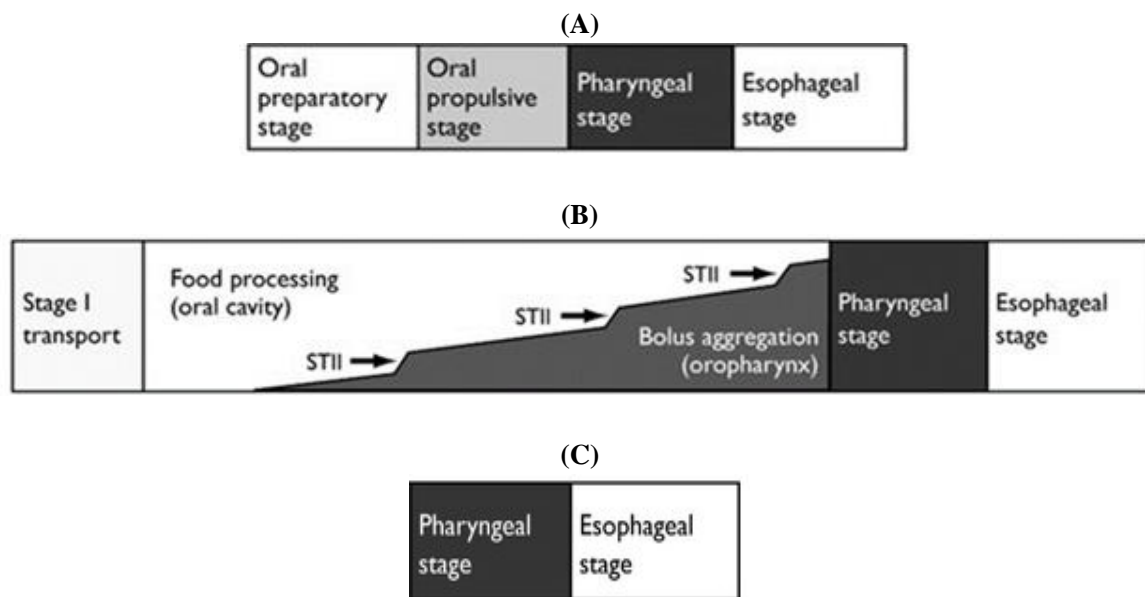 (A)
Oral
preparatory
stage
Oral
propulsive
stage
Pharyngeal
stage
Esophageal
stage
(B)
Stage I
transport
Food processing
(oral cavity)
STII
STII
STII
Bolus aggregation
(oropharynx)
Pharyngeal
stage
Esophageal
stage
(C)
Pharyngeal
stage
Esophageal
stage